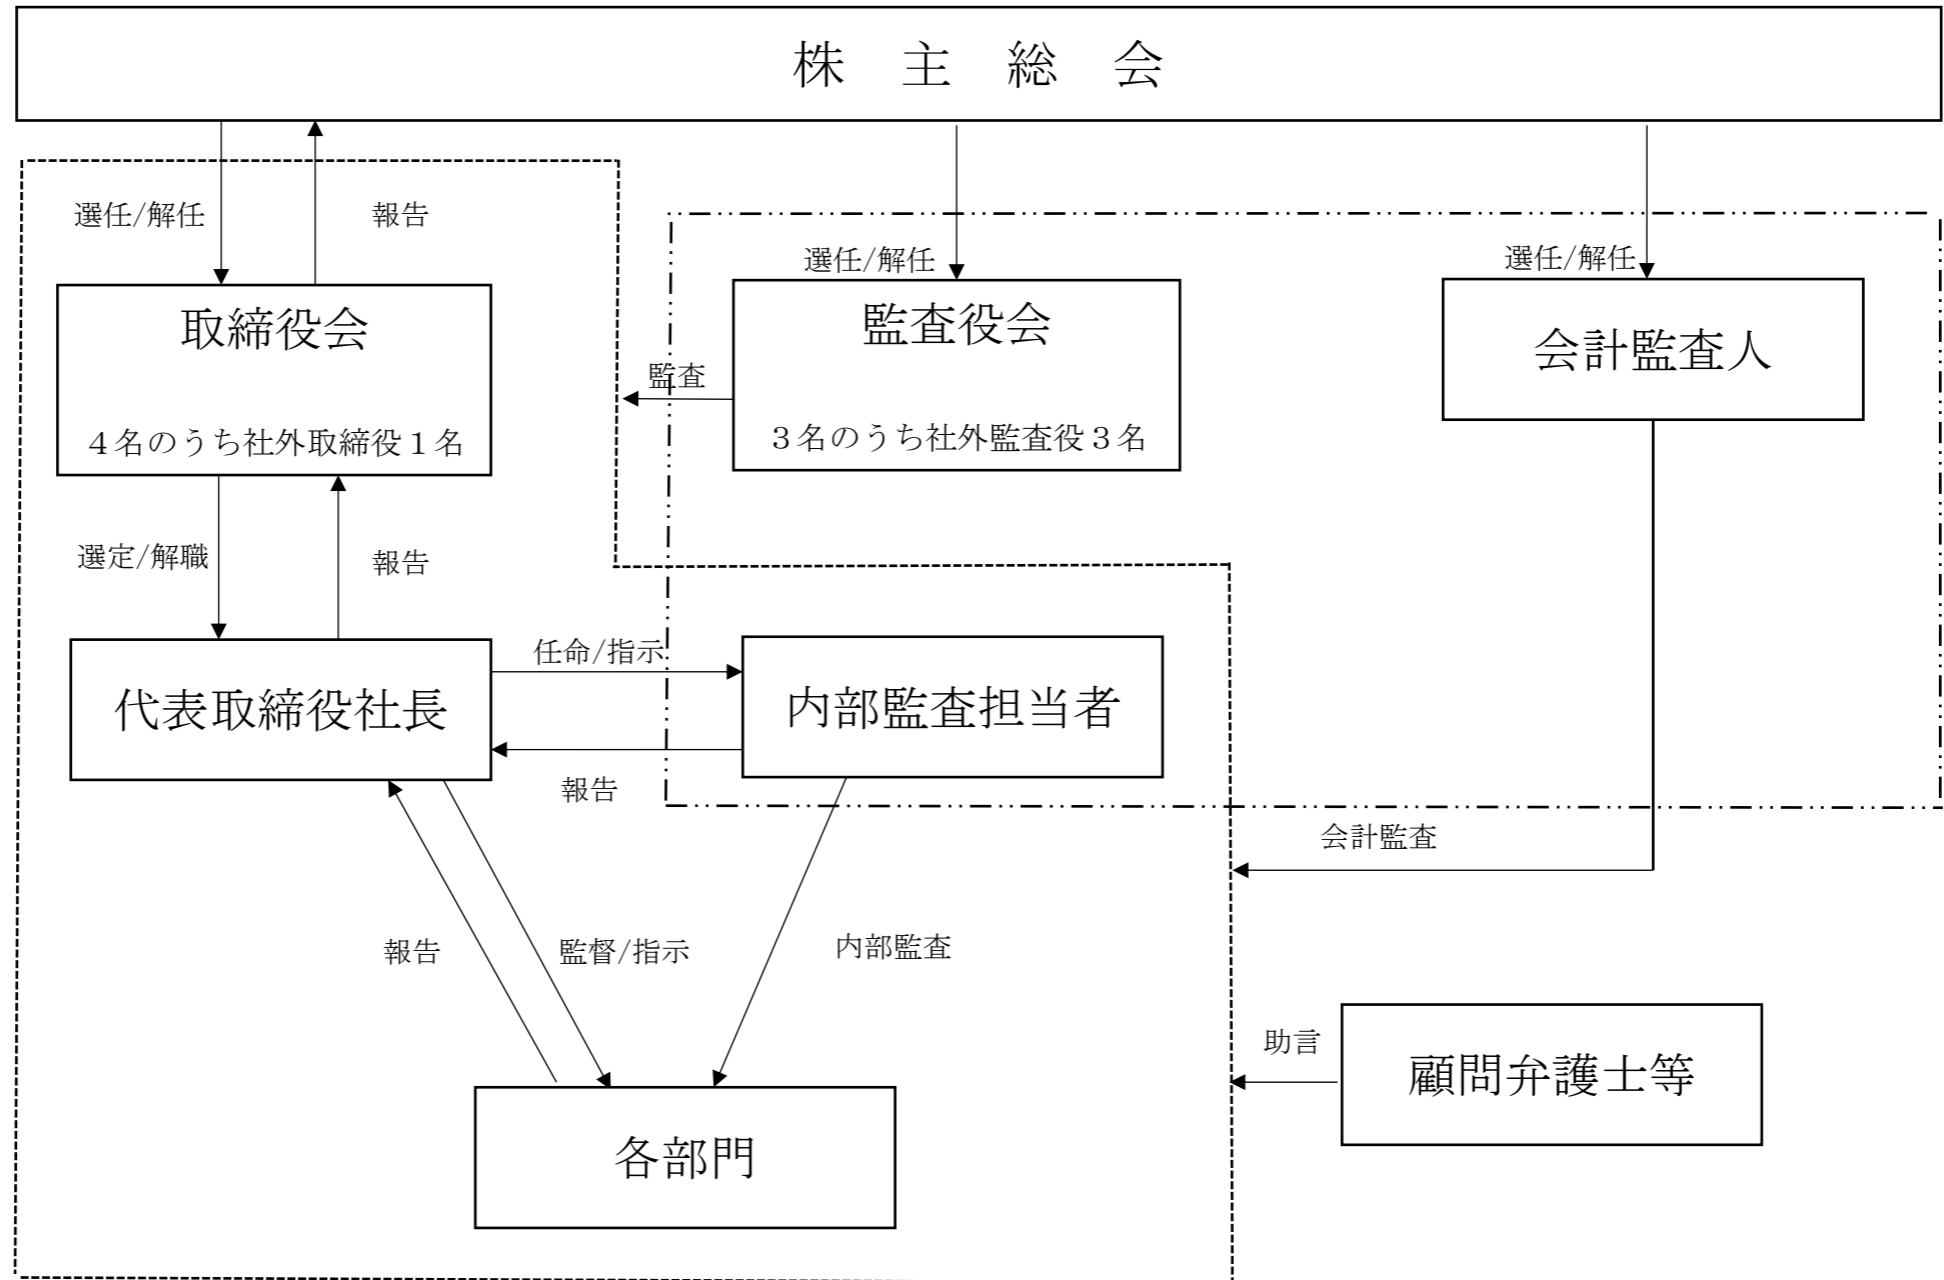 株　主　総　会
選任/解任
報告
選任/解任
選任/解任
取締役会
４名のうち社外取締役１名
監査役会
３名のうち社外監査役３名
会計監査人
監査
選定/解職
報告
任命/指示
代表取締役社長
内部監査担当者
報告
会計監査
報告
監督/指示
内部監査
助言
顧問弁護士等
各部門